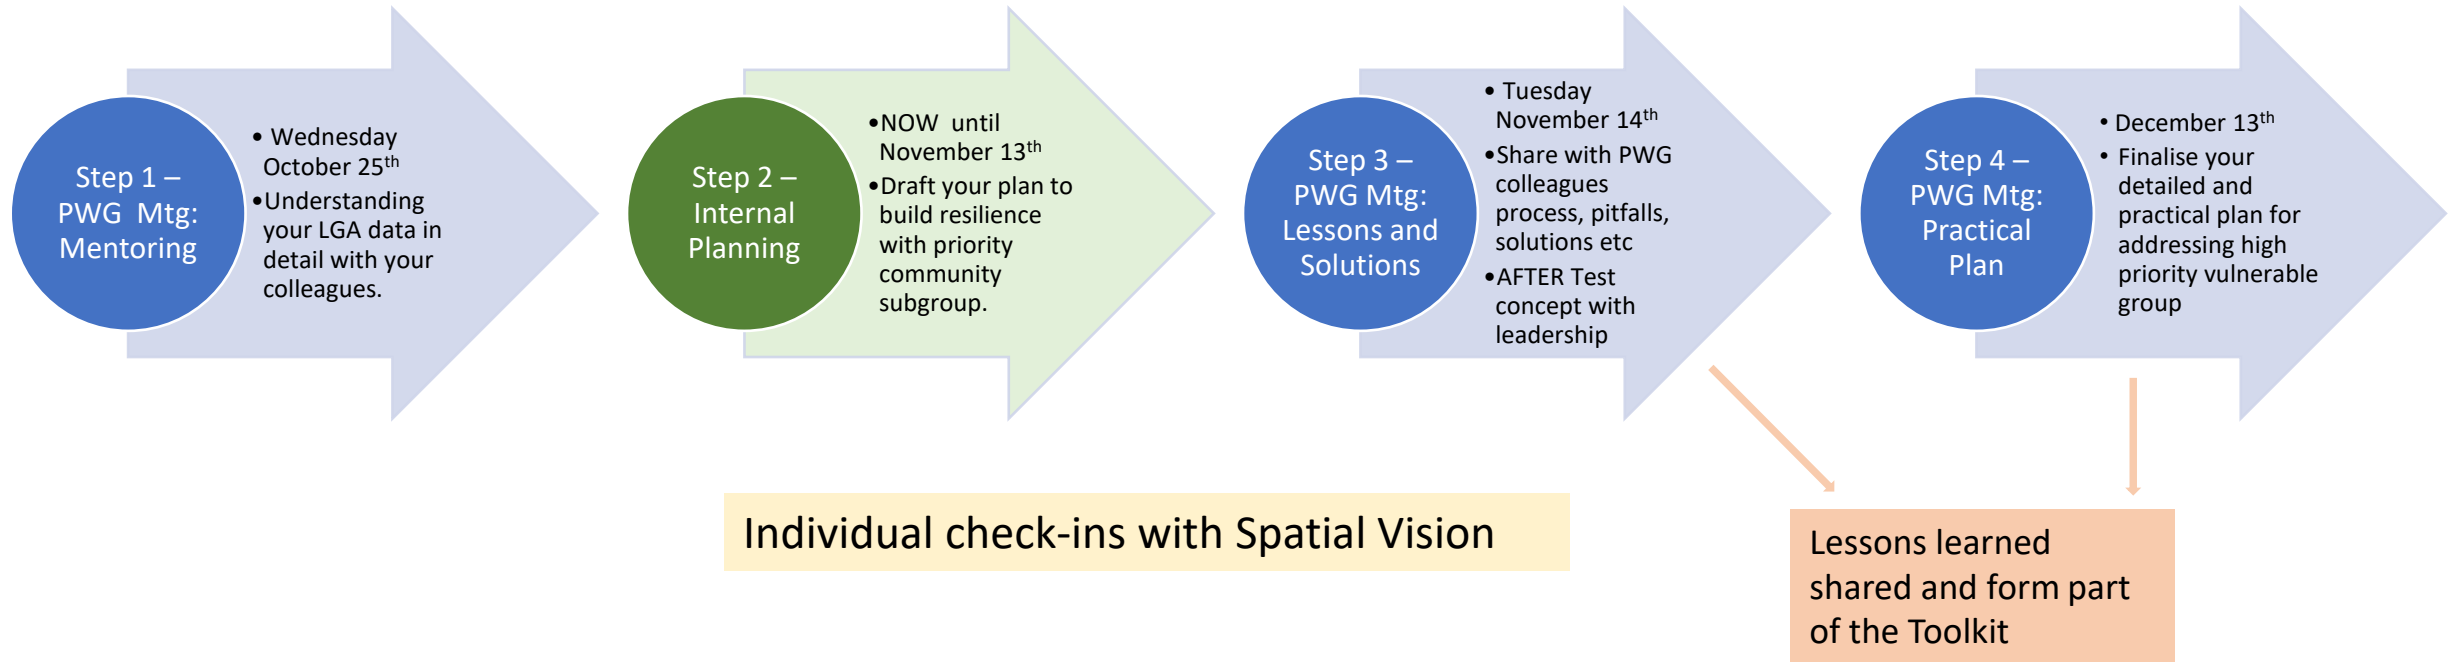 Step 1 –
PWG Mtg:
Mentoring
• Wednesday
October 25th
•Understanding
your LGA data in
detail with your
colleagues.
Step 2 –
Internal
Planning
•NOW until
November 13th
•Draft your plan to
build resilience
with priority
community
subgroup.
Step 3 –
PWG Mtg:
Lessons and
Solutions
• Tuesday
November 14th
•Share with PWG
colleagues
process, pitfalls,
solutions etc
•AFTER Test
concept with
leadership
Step 4 –
PWG Mtg:
Practical
Plan
• December 13th
• Finalise your
detailed and
practical plan for
addressing high
priority vulnerable
group
Individual check-ins with Spatial Vision
Lessons learned
shared and form part
of the Toolkit